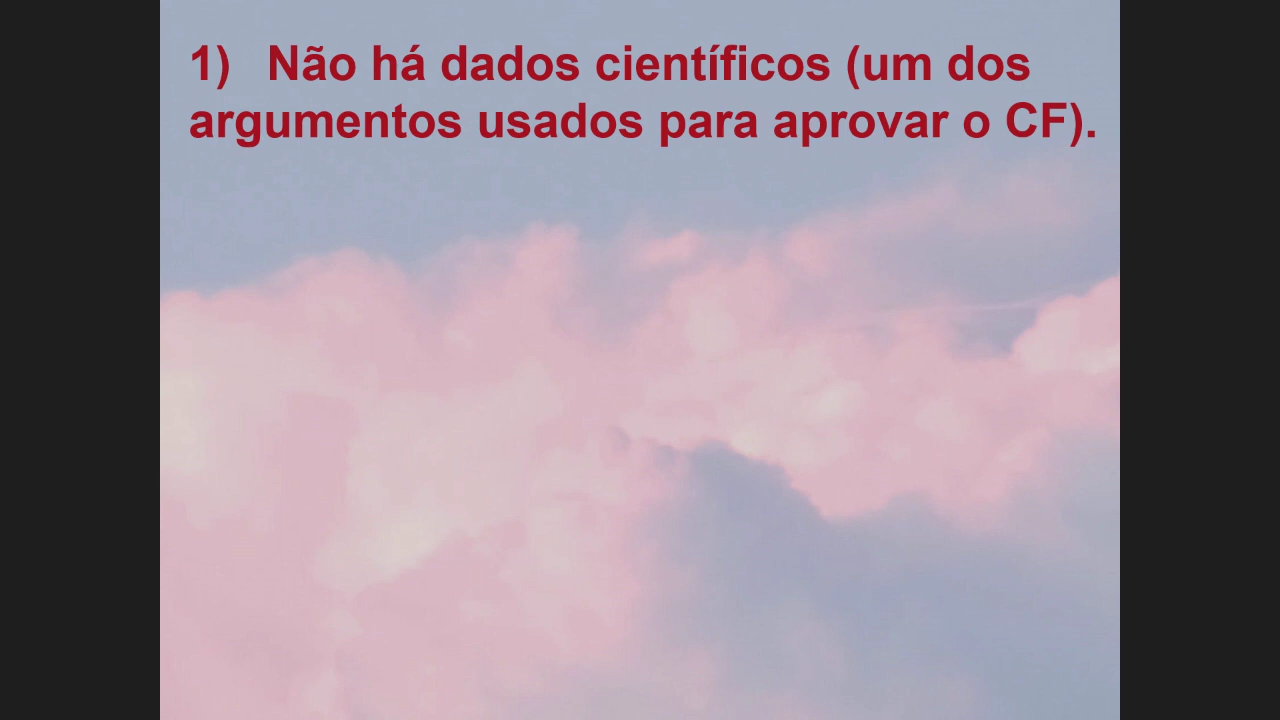 1) Não há dados científicos (um dos
argumentos usados para aprovar o CF).